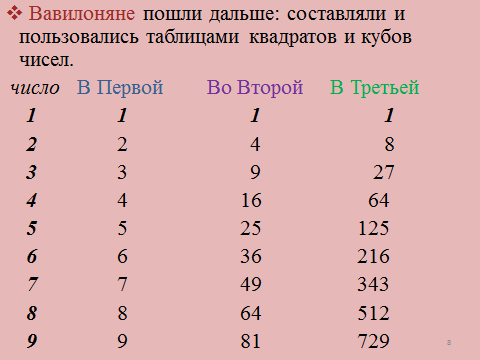 ❖ Вавилоняне пошли дальше: составляли и
пользовались таблицами квадратов и кубов
чисел.
число В Первой Во Второй В Третьей
1 1 1 1
2 2 4 8
3 3 9 27
4 4 16 64
5 5 25 125
6 6 36 216
7 7 49 343
8 8 64 512
9 9 81 729
8